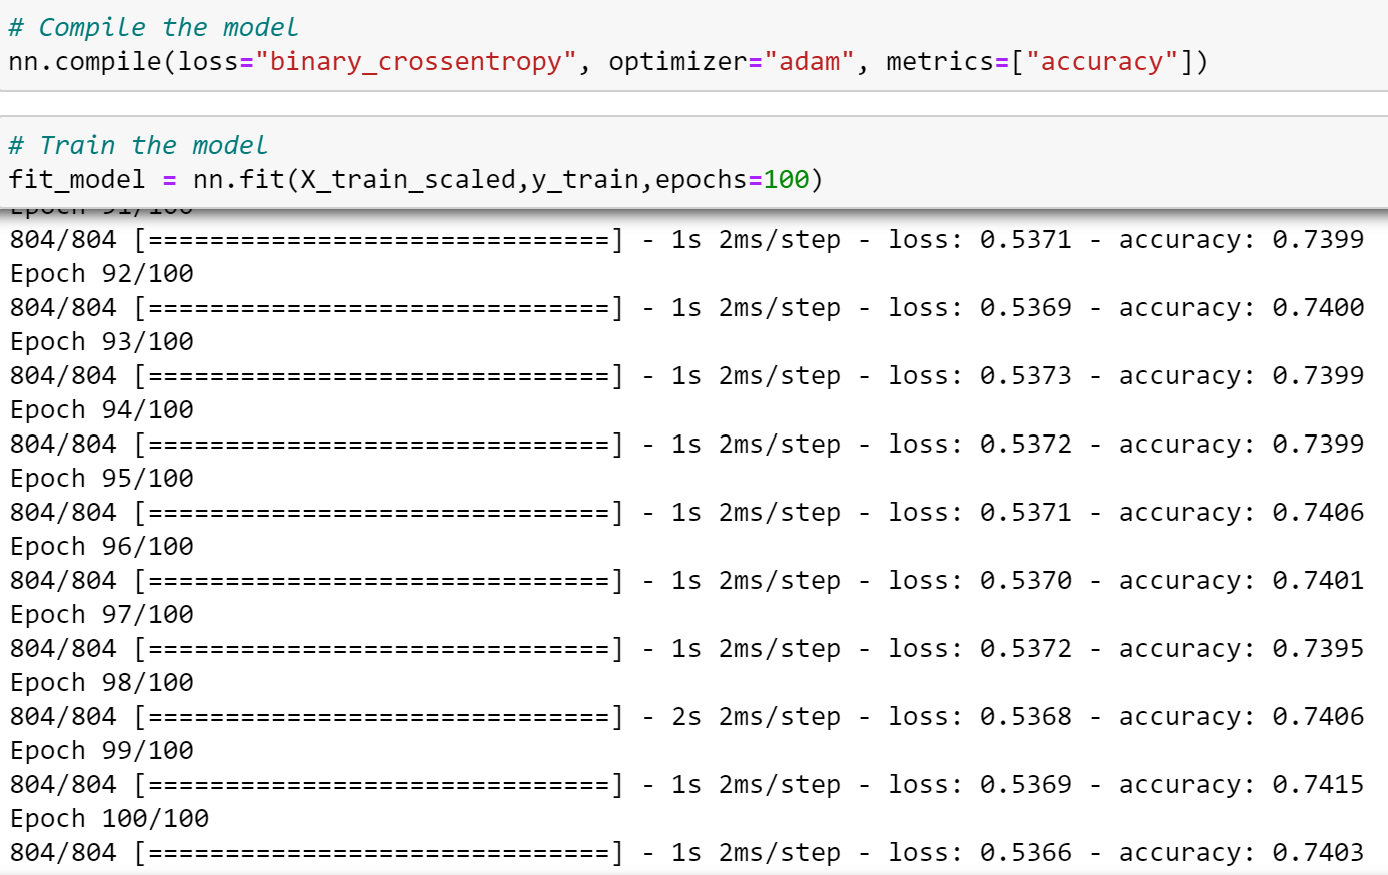 # Compile the model
nn.compile(loss="binary_crossentropy", optimizer="adam", metrics=["accuracy"])
# Train the model
fit_model = nn.fit(X_train_scaled,y_train,epochs=100)
Epoch 91/100
804/804 [==============================] - 1s 2ms/step - loss: 0.5371 - accuracy: 0.7399
Epoch 92/100
804/804 [==============================] - 1s 2ms/step - loss: 0.5369 - accuracy: 0.7400
Epoch 93/100
804/804 [==============================] - 1s 2ms/step - loss: 0.5373 - accuracy: 0.7399
Epoch 94/100
804/804 [==============================] - 1s 2ms/step - loss: 0.5372 - accuracy: 0.7399
Epoch 95/100
804/804 [==============================] - 1s 2ms/step - loss: 0.5371 - accuracy: 0.7406
Epoch 96/100
804/804 [==============================] - 1s 2ms/step - loss: 0.5370 - accuracy: 0.7401
Epoch 97/100
804/804 [==============================] - 1s 2ms/step - loss: 0.5372 - accuracy: 0.7395
Epoch 98/100
804/804 [==============================] - 2s 2ms/step - loss: 0.5368 - accuracy: 0.7406
Epoch 99/100
804/804 [==============================] - 1s 2ms/step - loss: 0.5369 - accuracy: 0.7415
Epoch 100/100
804/804 [==============================] - 1s 2ms/step - loss: 0.5366 - accuracy: 0.7403